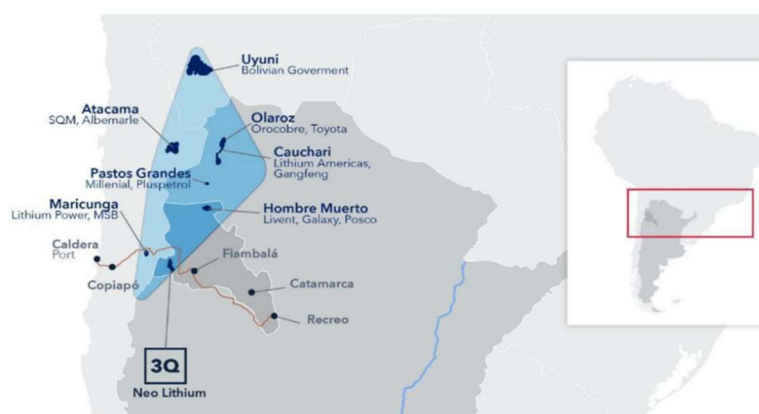 Uyuni
Bolivian Goverment
Atacama
SQM, Albemarle
Olaroz
Orocobre, Toyota
Cauchari
Lithium Americas,
Gangfeng
Pastos Grandes
Millenial, Pluspetrol
Maricunga
Lithium Power, MSB
Hombre Muerto
Livent, Galaxy, Posco
Caldera
Port
Fiambalá
Copiapó
Catamarca
Recreo
3Q
Neo Lithium